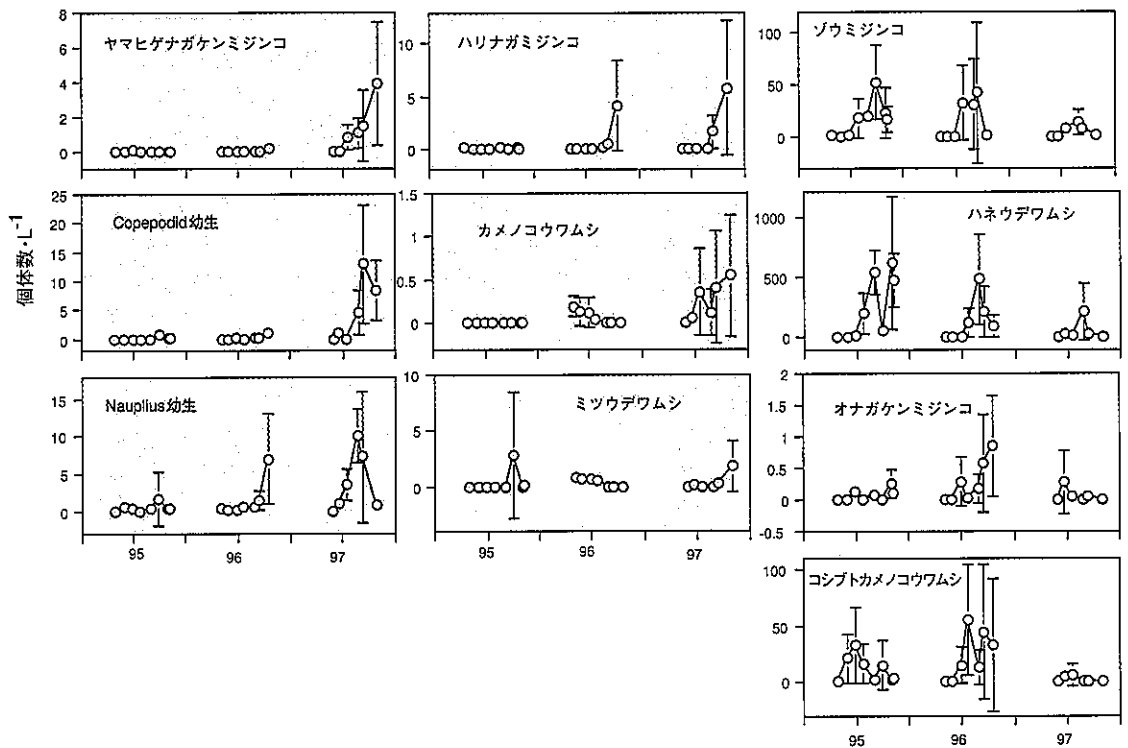 個体数・L⁻¹
ヤマヒゲナガケンミジンコ
8
6
4
2
0
ハリナガミジンコ
10
5
0
ゾウミジンコ
100
50
0
Copepodid幼生
25
20
15
10
5
0
カメノコウワムシ
1.5
1
0.5
0
ハネウデワムシ
1000
500
0
Nauplius幼生
15
10
5
0
95 96 97
ミツウデワムシ
10
5
0
95 96 97
オナガケンミジンコ
2
1.5
1
0.5
0
-0.5
コシブトカメノコウワムシ
100
50
0
95 96 97